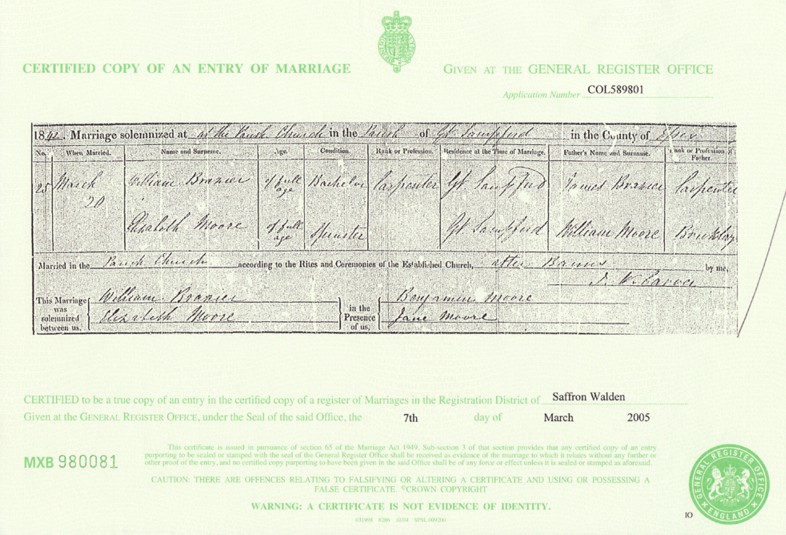 CERTIFIED COPY OF AN ENTRY OF MARRIAGE
GIVEN AT THE GENERAL REGISTER OFFICE
Application Number COL589801
18 Marriage solemnized at at the Parish Church in the Parish of Gt Sampford in the County of Essex
No. When Married. Name and Surname. Age. Condition. Rank or Profession. Residence at the Time of Marriage. Father's Name and Surname. Rank or Profession of Father.
25 March 20 William Brazier of full age Bachelor Carpenter Gt Sampford James Brazier Carpenter
Elizabeth Moore of full age Spinster Gt Sampford William Moore Bricklay
Married in the Parish Church according to the Rites and Ceremonies of the Established Church, after Banns by me,
This Marriage was solemnized between us, William Brazier Elizabeth Moore in the Presence of us, Benjamin Moore Jane Moore
CERTIFIED to be a true copy of an entry in the certified copy of a register of Marriages in the Registration District of Saffron Walden
Given at the GENERAL REGISTER OFFICE, under the Seal of the said Office, the 7th day of March 2005
MXB 980081
This certificate is issued in pursuance of section 65 of the Marriage Act 1949. Sub-section 3 of that section provides that any certified copy of an entry
purporting to be sealed or stamped with the seal of the General Register Office shall be received as evidence of the marriage to which it relates without any further or
other proof of the entry, and no certified copy purporting to have been given in the said Office shall be of any force or effect unless it is sealed or stamped as aforesaid.
CAUTION: THERE ARE OFFENCES RELATING TO FALSIFYING OR ALTERING A CERTIFICATE AND USING OR POSSESSING A
FALSE CERTIFICATE. ©CROWN COPYRIGHT
WARNING: A CERTIFICATE IS NOT EVIDENCE OF IDENTITY.
GENERAL REGISTER OFFICE
ENGLAND